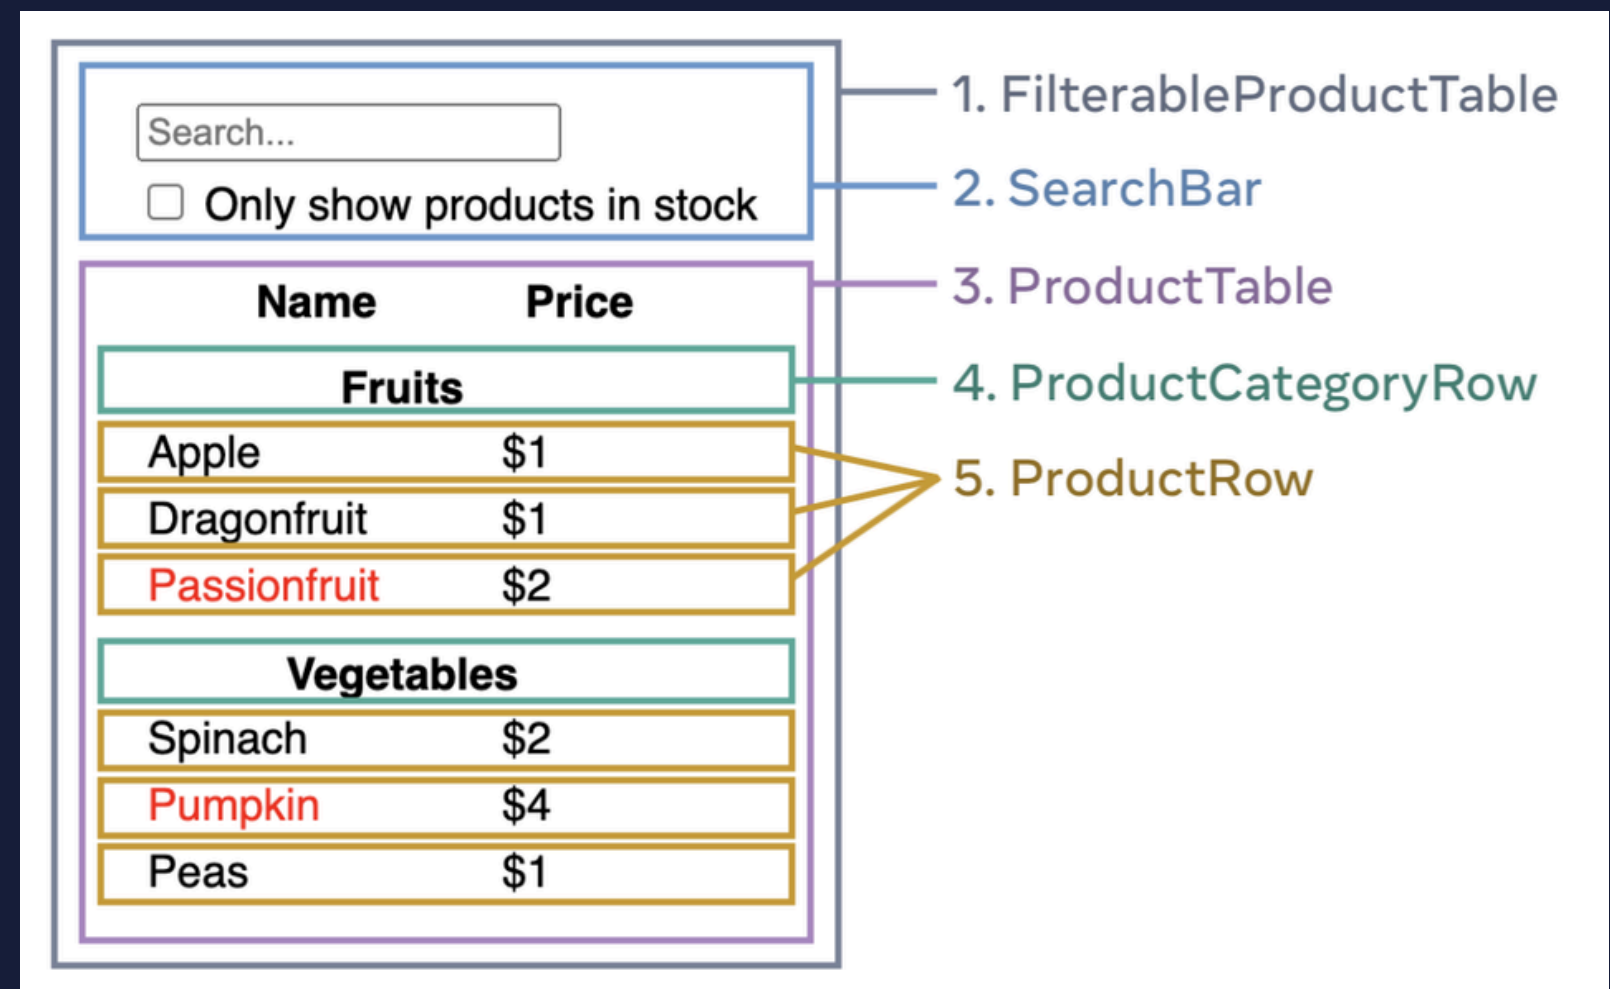 Search...
Only show products in stock
Name Price
Fruits
Apple $1
Dragonfruit $1
Passionfruit $2
Vegetables
Spinach $2
Pumpkin $4
Peas $1
1. FilterableProductTable
2. SearchBar
3. ProductTable
4. ProductCategoryRow
5. ProductRow